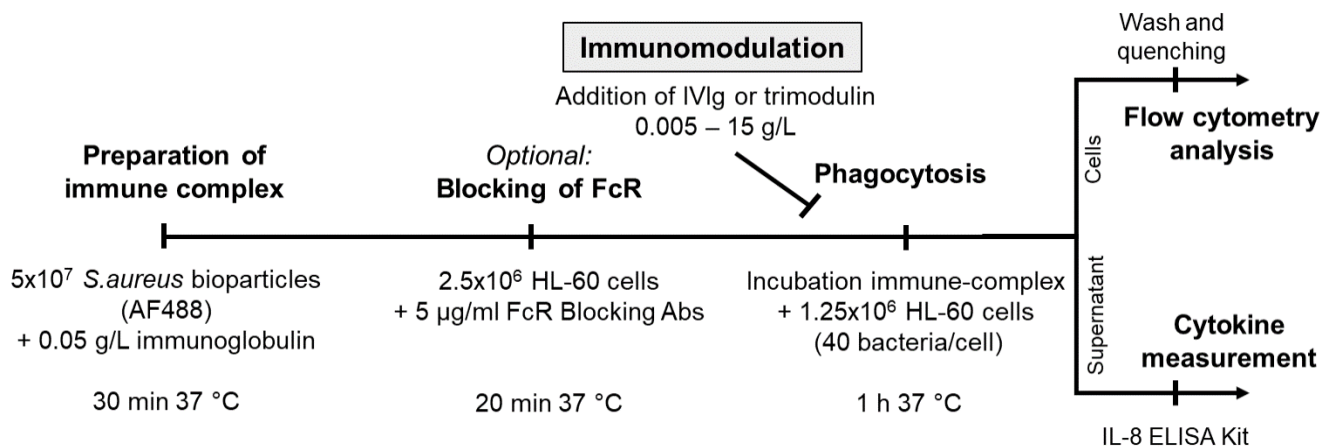 Immunomodulation
Addition of IVIg or trimodulin
0.005 – 15 g/L
Preparation of
immune complex
Optional:
Blocking of FcR
Phagocytosis
5x10⁷ S.aureus bioparticles
(AF488)
+ 0.05 g/L immunoglobulin
30 min 37 °C
2.5x10⁶ HL-60 cells
+ 5 µg/ml FcR Blocking Abs
20 min 37 °C
Incubation immune-complex
+ 1.25x10⁶ HL-60 cells
(40 bacteria/cell)
1 h 37 °C
Cells
Wash and
quenching
Flow cytometry
analysis
Supernatant
Cytokine
measurement
IL-8 ELISA Kit